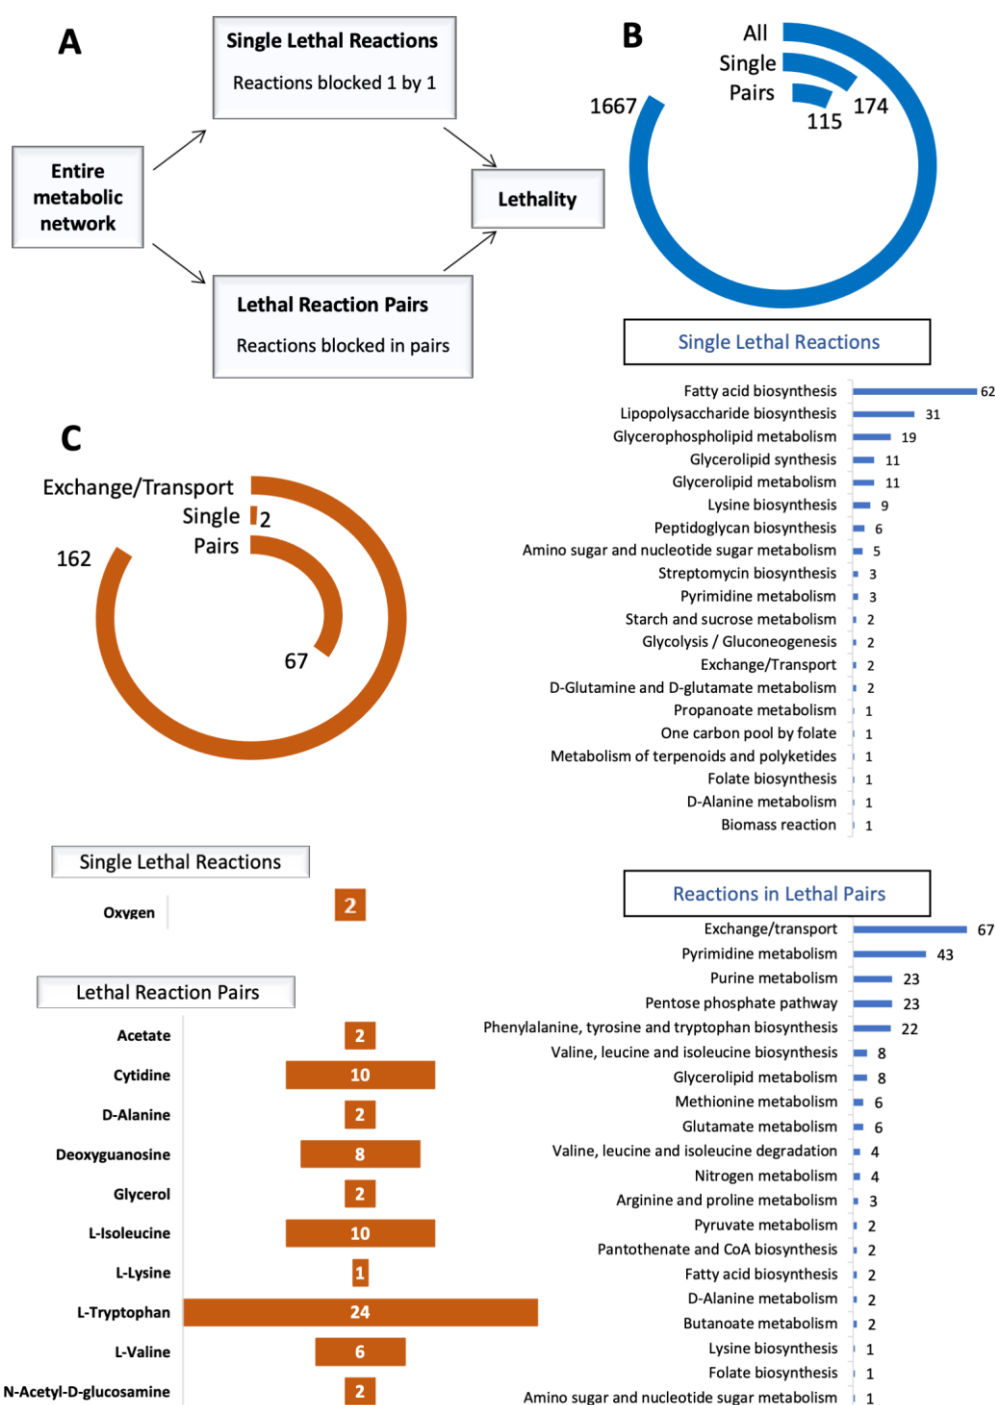 A
Single Lethal Reactions
Reactions blocked 1 by 1
Entire
metabolic
network
Lethality
Lethal Reaction Pairs
Reactions blocked in pairs
B
All
Single
Pairs
1667
174
115
Single Lethal Reactions
Fatty acid biosynthesis 62
Lipopolysaccharide biosynthesis 31
Glycerophospholipid metabolism 19
Glycerolipid synthesis 11
Glycerolipid metabolism 11
Lysine biosynthesis 9
Peptidoglycan biosynthesis 6
Amino sugar and nucleotide sugar metabolism 5
Streptomycin biosynthesis 3
Pyrimidine metabolism 3
Starch and sucrose metabolism 2
Glycolysis / Gluconeogenesis 2
Exchange/Transport 2
D-Glutamine and D-glutamate metabolism 2
Propanoate metabolism 1
One carbon pool by folate 1
Metabolism of terpenoids and polyketides 1
Folate biosynthesis 1
D-Alanine metabolism 1
Biomass reaction 1
Reactions in Lethal Pairs
Exchange/transport 67
Pyrimidine metabolism 43
Purine metabolism 23
Pentose phosphate pathway 23
Phenylalanine, tyrosine and tryptophan biosynthesis 22
Valine, leucine and isoleucine biosynthesis 8
Glycerolipid metabolism 8
Methionine metabolism 6
Glutamate metabolism 6
Valine, leucine and isoleucine degradation 4
Nitrogen metabolism 4
Arginine and proline metabolism 3
Pyruvate metabolism 2
Pantothenate and CoA biosynthesis 2
Fatty acid biosynthesis 2
D-Alanine metabolism 2
Butanoate metabolism 2
Lysine biosynthesis 1
Folate biosynthesis 1
Amino sugar and nucleotide sugar metabolism 1
C
Exchange/Transport
Single 2
Pairs
162
67
Single Lethal Reactions
Oxygen 2
Lethal Reaction Pairs
Acetate 2
Cytidine 10
D-Alanine 2
Deoxyguanosine 8
Glycerol 2
L-Isoleucine 10
L-Lysine 1
L-Tryptophan 24
L-Valine 6
N-Acetyl-D-glucosamine 2